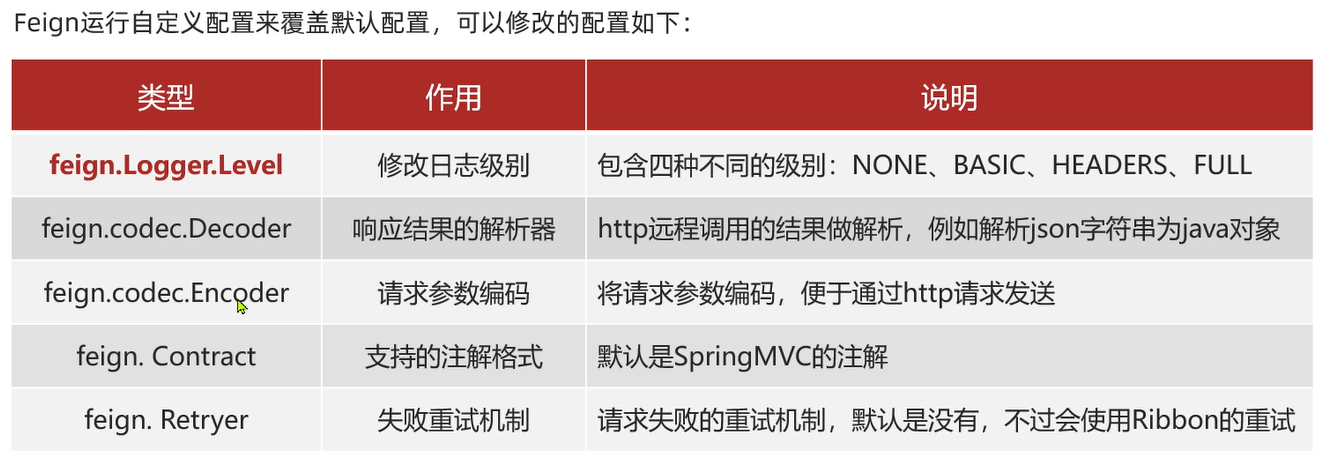 Feign运行自定义配置来覆盖默认配置，可以修改的配置如下：
类型 作用 说明
feign.Logger.Level 修改日志级别 包含四种不同的级别：NONE、BASIC、HEADERS、FULL
feign.codec.Decoder 响应结果的解析器 http远程调用的结果做解析，例如解析json字符串为java对象
feign.codec.Encoder 请求参数编码 将请求参数编码，便于通过http请求发送
feign. Contract 支持的注解格式 默认是SpringMVC的注解
feign. Retryer 失败重试机制 请求失败的重试机制，默认是没有，不过会使用Ribbon的重试